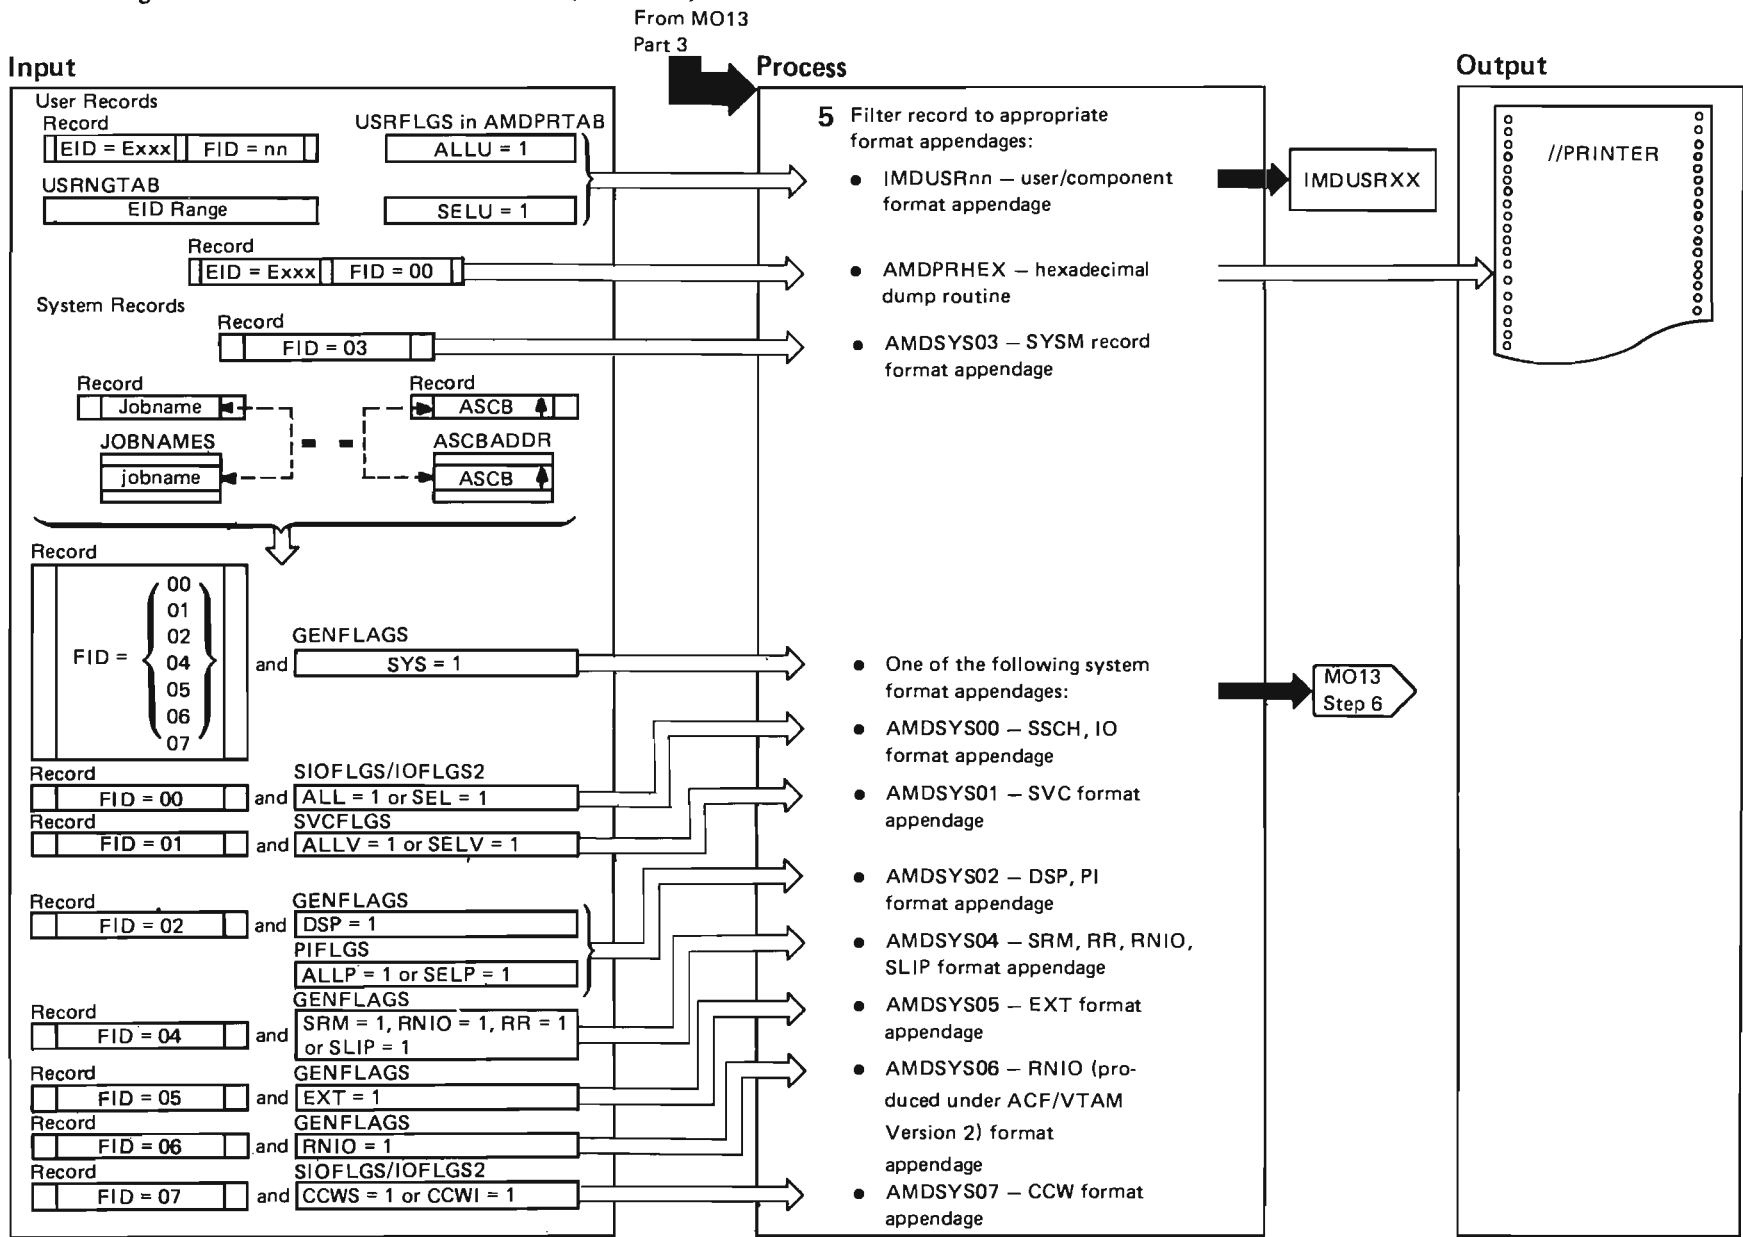 From MO13
Part 3
Input
Process
Output
User Records
Record
USRFLGS in AMDPRTAB
EID = Exxx FID = nn
ALLU = 1
USRNGTAB
EID Range
SELU = 1
Record
EID = Exxx FID = 00
System Records
Record
FID = 03
Record
Record
Jobname
ASCB
JOBNAMES
ASCBADDR
jobname
ASCB
Record
FID =
00
01
02
04
05
06
07
and
GENFLAGS
SYS = 1
Record
SIOFLGS/IOFLGS2
FID = 00 and ALL = 1 or SEL = 1
Record
SVCFLGS
FID = 01 and ALLV = 1 or SELV = 1
Record
GENFLAGS
FID = 02 and DSP = 1
PIFLGS
ALLP = 1 or SELP = 1
Record
GENFLAGS
FID = 04 and SRM = 1, RNIO = 1, RR = 1
or SLIP = 1
Record
GENFLAGS
FID = 05 and EXT = 1
Record
GENFLAGS
FID = 06 and RNIO = 1
Record
SIOFLGS/IOFLGS2
FID = 07 and CCWS = 1 or CCWI = 1
5 Filter record to appropriate
format appendages:
• IMDUSRnn — user/component
format appendage
• AMDPRHEX — hexadecimal
dump routine
• AMDSYS03 — SYSM record
format appendage
• One of the following system
format appendages:
• AMDSYS00 — SSCH, IO
format appendage
• AMDSYS01 — SVC format
appendage
• AMDSYS02 — DSP, PI
format appendage
• AMDSYS04 — SRM, RR, RNIO,
SLIP format appendage
• AMDSYS05 — EXT format
appendage
• AMDSYS06 — RNIO (pro-
duced under ACF/VTAM
Version 2) format
appendage
• AMDSYS07 — CCW format
appendage
IMDUSRXX
MO13
Step 6
//PRINTER